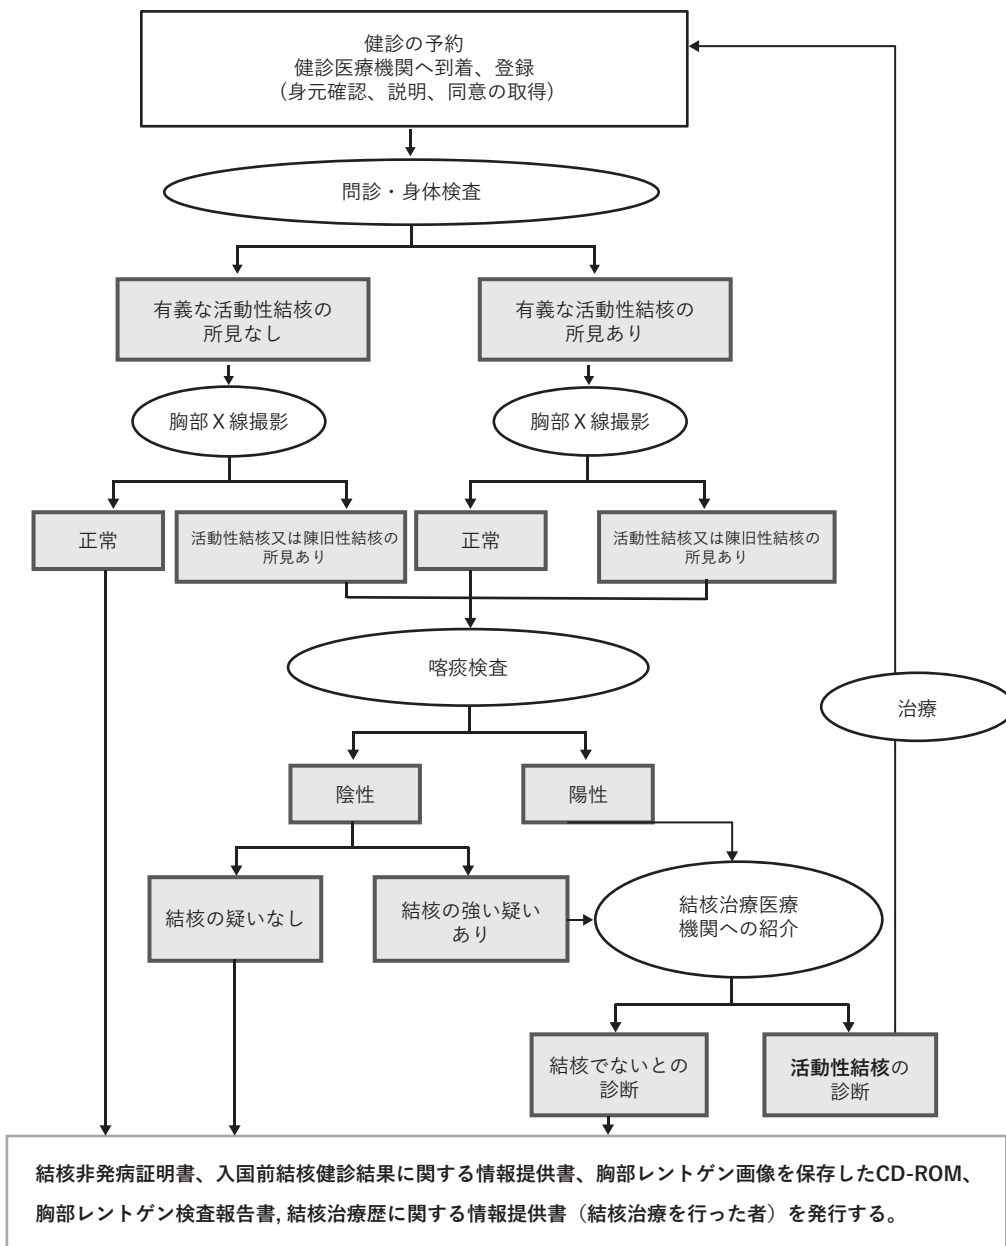 健診の予約
健診医療機関へ到着、登録
（身元確認、説明、同意の取得）
問診・身体検査
有義な活動性結核の
所見なし
有義な活動性結核の
所見あり
胸部X線撮影
胸部X線撮影
正常
活動性結核又は陳旧性結核の
所見あり
正常
活動性結核又は陳旧性結核の
所見あり
喀痰検査
治療
陰性
陽性
結核の疑いなし
結核の強い疑い
あり
結核治療医療
機関への紹介
結核でないとの
診断
活動性結核の
診断
結核非発病証明書、入国前結核健診結果に関する情報提供書、胸部レントゲン画像を保存したCD-ROM、
胸部レントゲン検査報告書, 結核治療歴に関する情報提供書（結核治療を行った者）を発行する。